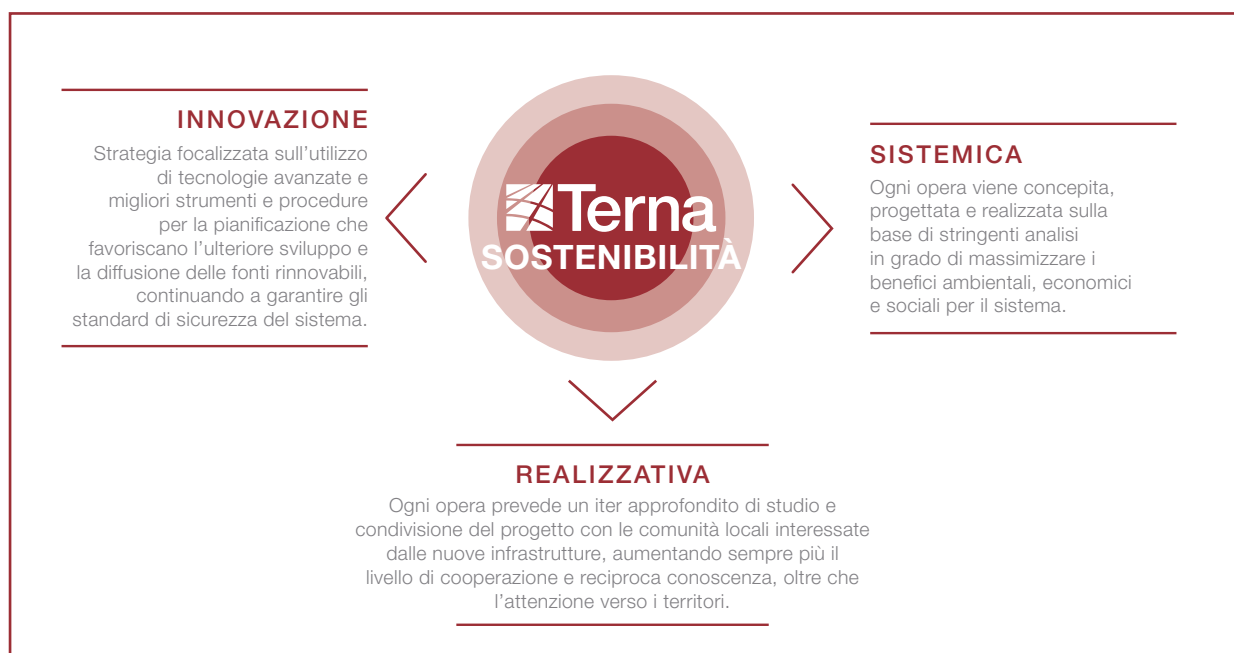 INNOVAZIONE
Strategia focalizzata sull’utilizzo
di tecnologie avanzate e
migliori strumenti e procedure
per la pianificazione che
favoriscano l’ulteriore sviluppo e
la diffusione delle fonti rinnovabili,
continuando a garantire gli
standard di sicurezza del sistema.
Terna
SOSTENIBILITÀ
SISTEMICA
Ogni opera viene concepita,
progettata e realizzata sulla
base di stringenti analisi
in grado di massimizzare i
benefici ambientali, economici
e sociali per il sistema.
REALIZZATIVA
Ogni opera prevede un iter approfondito di studio e
condivisione del progetto con le comunità locali interessate
dalle nuove infrastrutture, aumentando sempre più il
livello di cooperazione e reciproca conoscenza, oltre che
l’attenzione verso i territori.